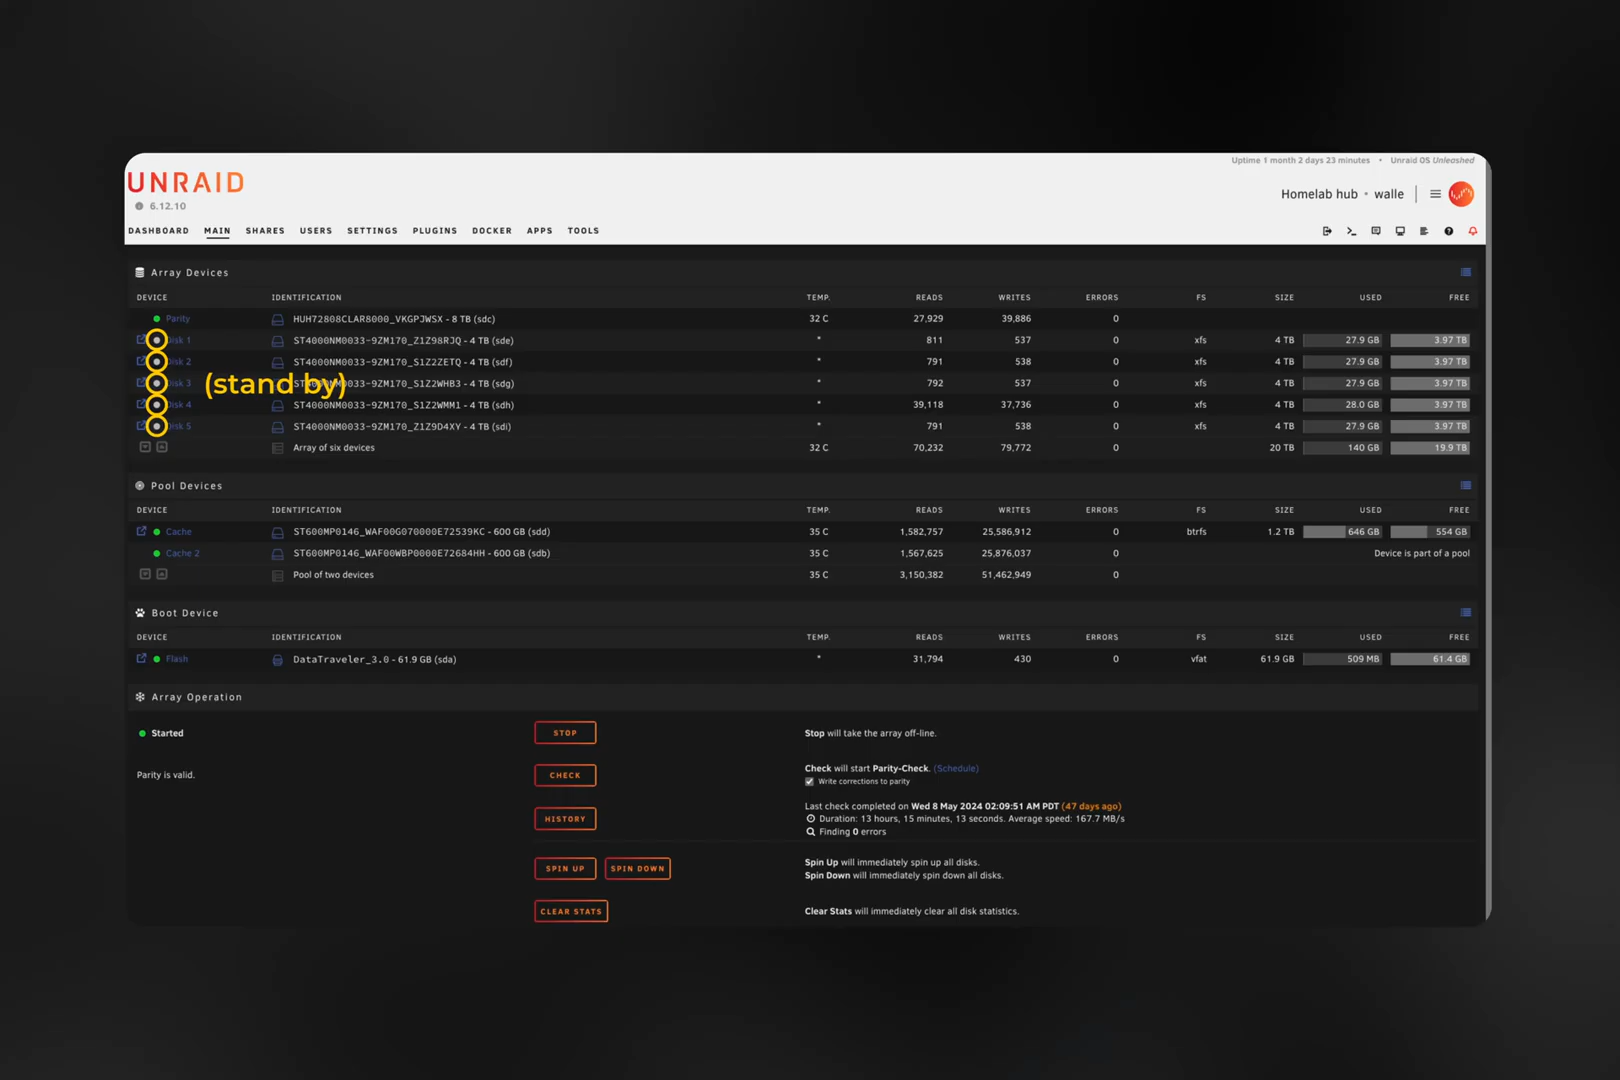 Uptime 1 month 2 days 23 minutes • Unraid OS Unleashed
UNRAID
6.12.10
Homelab hub • walle
DASHBOARD MAIN SHARES USERS SETTINGS PLUGINS DOCKER APPS TOOLS
Array Devices
DEVICE IDENTIFICATION TEMP. READS WRITES ERRORS FS SIZE USED FREE
Parity HUH72808CLAR8000_VKGPJWSX - 8 TB (sdc) 32 C 27,929 39,886 0
Disk 1 ST4000NM0033-9ZM170_Z1Z98RJQ - 4 TB (sde) * 811 537 0 xfs 4 TB 27.9 GB 3.97 TB
Disk 2 ST4000NM0033-9ZM170_S1Z2ZETQ - 4 TB (sdf) * 791 538 0 xfs 4 TB 27.9 GB 3.97 TB
Disk 3 (stand by) ST4000NM0033-9ZM170_S1Z2WHB3 - 4 TB (sdg) * 792 537 0 xfs 4 TB 27.9 GB 3.97 TB
Disk 4 ST4000NM0033-9ZM170_S1Z2WMM1 - 4 TB (sdh) * 39,118 37,736 0 xfs 4 TB 28.0 GB 3.97 TB
Disk 5 ST4000NM0033-9ZM170_Z1Z9D4XY - 4 TB (sdi) * 791 538 0 xfs 4 TB 27.9 GB 3.97 TB
Array of six devices 32 C 70,232 79,772 0 20 TB 140 GB 19.9 TB
Pool Devices
DEVICE IDENTIFICATION TEMP. READS WRITES ERRORS FS SIZE USED FREE
Cache ST600MP0146_WAF00G070000E72539KC - 600 GB (sdd) 35 C 1,582,757 25,586,912 0 btrfs 1.2 TB 646 GB 554 GB
Cache 2 ST600MP0146_WAF00WBP0000E72684HH - 600 GB (sdb) 35 C 1,567,625 25,876,037 0 Device is part of a pool
Pool of two devices 35 C 3,150,382 51,462,949 0
Boot Device
DEVICE IDENTIFICATION TEMP. READS WRITES ERRORS FS SIZE USED FREE
Flash DataTraveler_3.0 - 61.9 GB (sda) * 31,794 430 0 vfat 61.9 GB 509 MB 61.4 GB
Array Operation
Started STOP Stop will take the array off-line.
Parity is valid. CHECK Check will start Parity-Check. (Schedule)
Write corrections to parity
HISTORY Last check completed on Wed 8 May 2024 02:09:51 AM PDT (47 days ago)
Duration: 13 hours, 15 minutes, 13 seconds. Average speed: 167.7 MB/s
Finding 0 errors
SPIN UP SPIN DOWN Spin Up will immediately spin up all disks.
Spin Down will immediately spin down all disks.
CLEAR STATS Clear Stats will immediately clear all disk statistics.